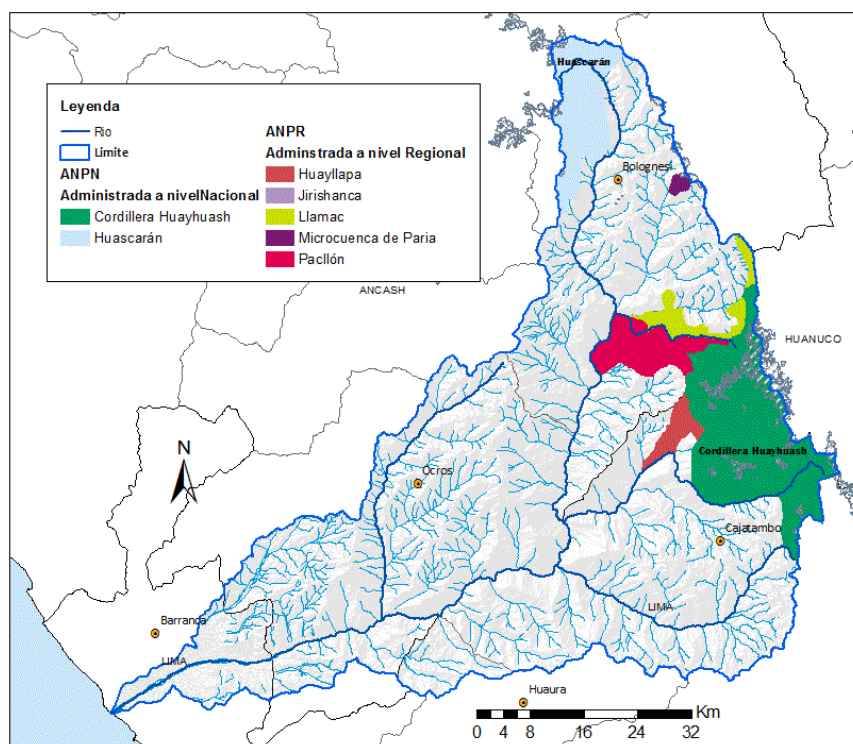 Huascarán
Leyenda
Rio
Limite
ANPN
Administrada a nivelNacional
Cordillera Huayhuash
Huascarán
ANPR
Adminstrada a nivel Regional
Huayllapa
Jirishanca
Llamac
Microcuenca de Paria
Pacllón
Bolognesi
ANCASH
HUANUCO
N
Cordillera Huayhuash
Ocros
Cajatambo
LIMA
Barranca
LIMA
Huaura
Km
0 4 8 16 24 32